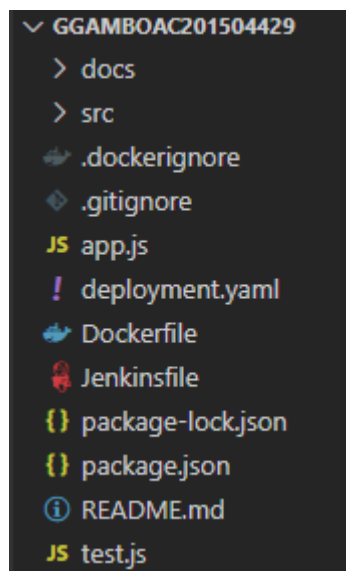 GGAMBOAC201504429
docs
src
.dockerignore
.gitignore
JS app.js
! deployment.yaml
Dockerfile
Jenkinsfile
{} package-lock.json
{} package.json
README.md
JS test.js